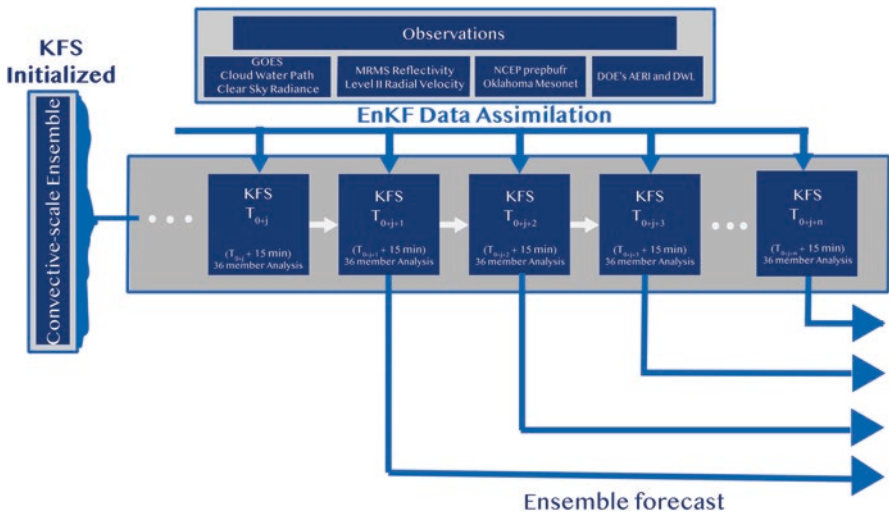 Observations
GOES
Cloud Water Path
Clear Sky Radiance
MRMS Reflectivity
Level II Radial Velocity
NCEP prepbufr
Oklahoma Mesonet
DOE's AERI and DWL
KFS
Initialized
Convective-scale Ensemble
EnKF Data Assimilation
KFS
T0+j
(T0+j + 15 min)
36 member Analysis
KFS
T0+j+1
(T0+j+1 + 15 min)
36 member Analysis
KFS
T0+j+2
(T0+j+2 + 15 min)
36 member Analysis
KFS
T0+j+3
(T0+j+3 + 15 min)
36 member Analysis
KFS
T0+j+n
(T0+j+n + 15 min)
36 member Analysis
Ensemble forecast